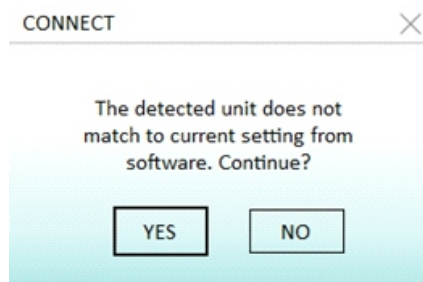 CONNECT
The detected unit does not
match to current setting from
software. Continue?
YES
NO